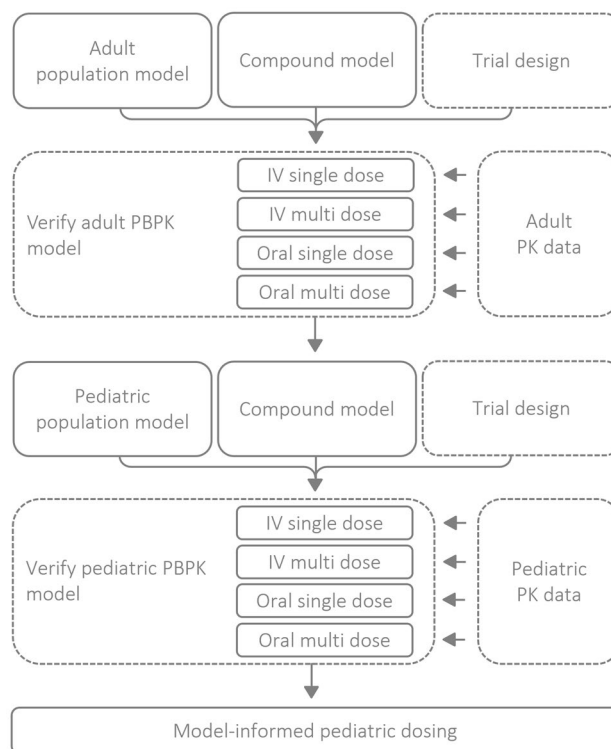 Adult
population model
Compound model
Trial design
Verify adult PBPK
model
IV single dose
IV multi dose
Oral single dose
Oral multi dose
Adult
PK data
Pediatric
population model
Compound model
Trial design
Verify pediatric PBPK
model
IV single dose
IV multi dose
Oral single dose
Oral multi dose
Pediatric
PK data
Model-informed pediatric dosing